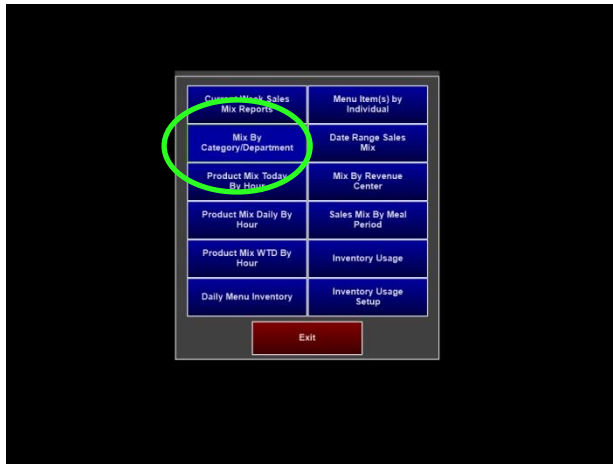 Current Week Sales
Mix Reports
Menu Item(s) by
Individual
Mix By
Category/Department
Date Range Sales
Mix
Product Mix Today
By Hour
Mix By Revenue
Center
Product Mix Daily By
Hour
Sales Mix By Meal
Period
Product Mix WTD By
Hour
Inventory Usage
Daily Menu Inventory
Inventory Usage
Setup
Exit